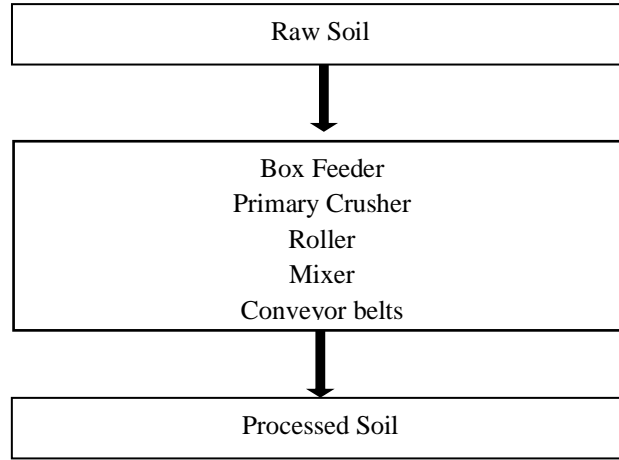 Raw Soil
Box Feeder
Primary Crusher
Roller
Mixer
Conveyor belts
Processed Soil